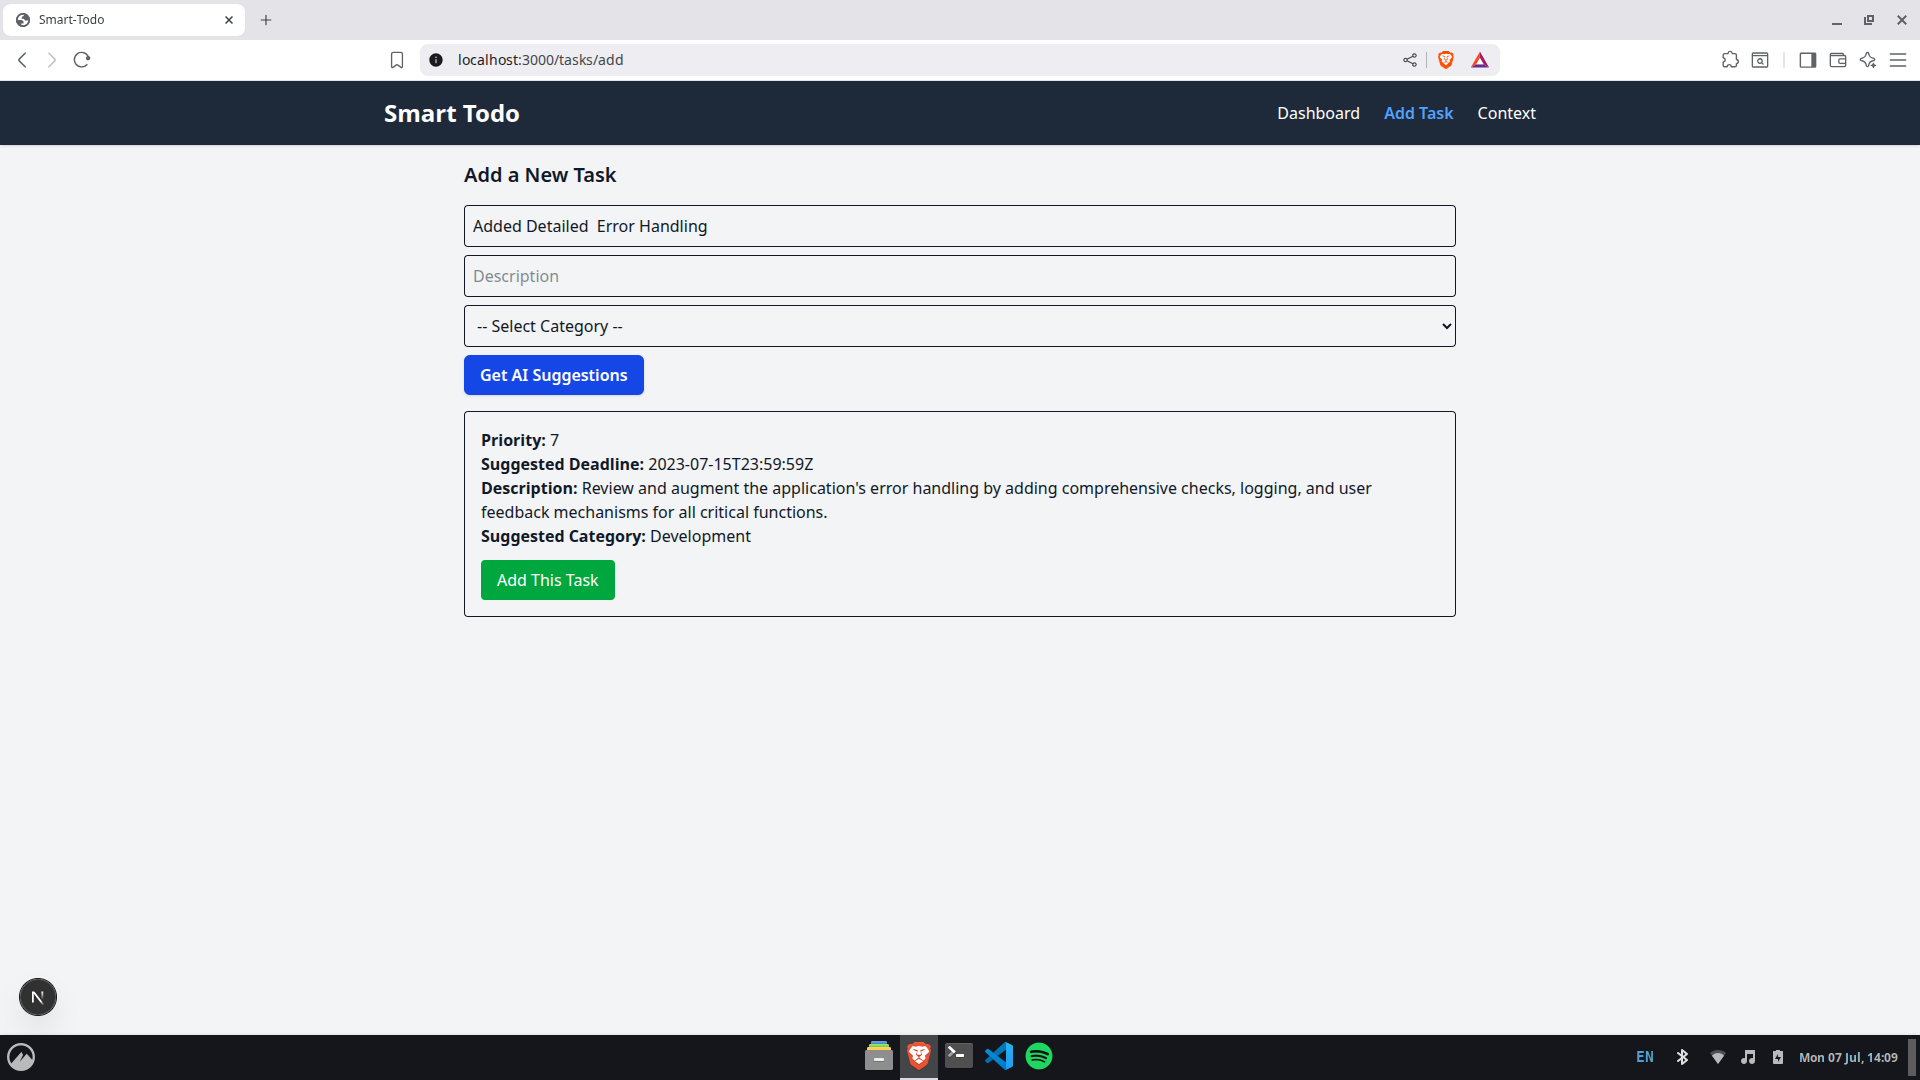 Smart-Todo
localhost:3000/tasks/add
Smart Todo
Dashboard
Add Task
Context
Add a New Task
Added Detailed  Error Handling
Description
-- Select Category --
Get AI Suggestions
Priority: 7
Suggested Deadline: 2023-07-15T23:59:59Z
Description: Review and augment the application's error handling by adding comprehensive checks, logging, and user
feedback mechanisms for all critical functions.
Suggested Category: Development
Add This Task
N
EN
Mon 07 Jul, 14:09